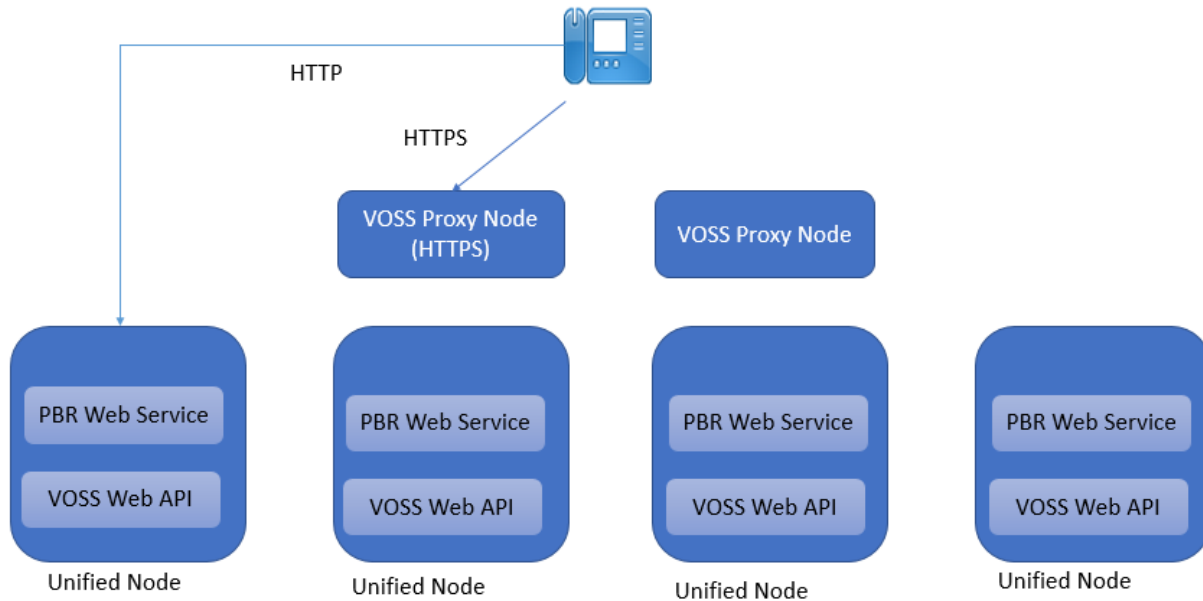 HTTP
HTTPS
VOSS Proxy Node
(HTTPS)
VOSS Proxy Node
PBR Web Service
VOSS Web API
Unified Node
PBR Web Service
VOSS Web API
Unified Node
PBR Web Service
VOSS Web API
Unified Node
PBR Web Service
VOSS Web API
Unified Node